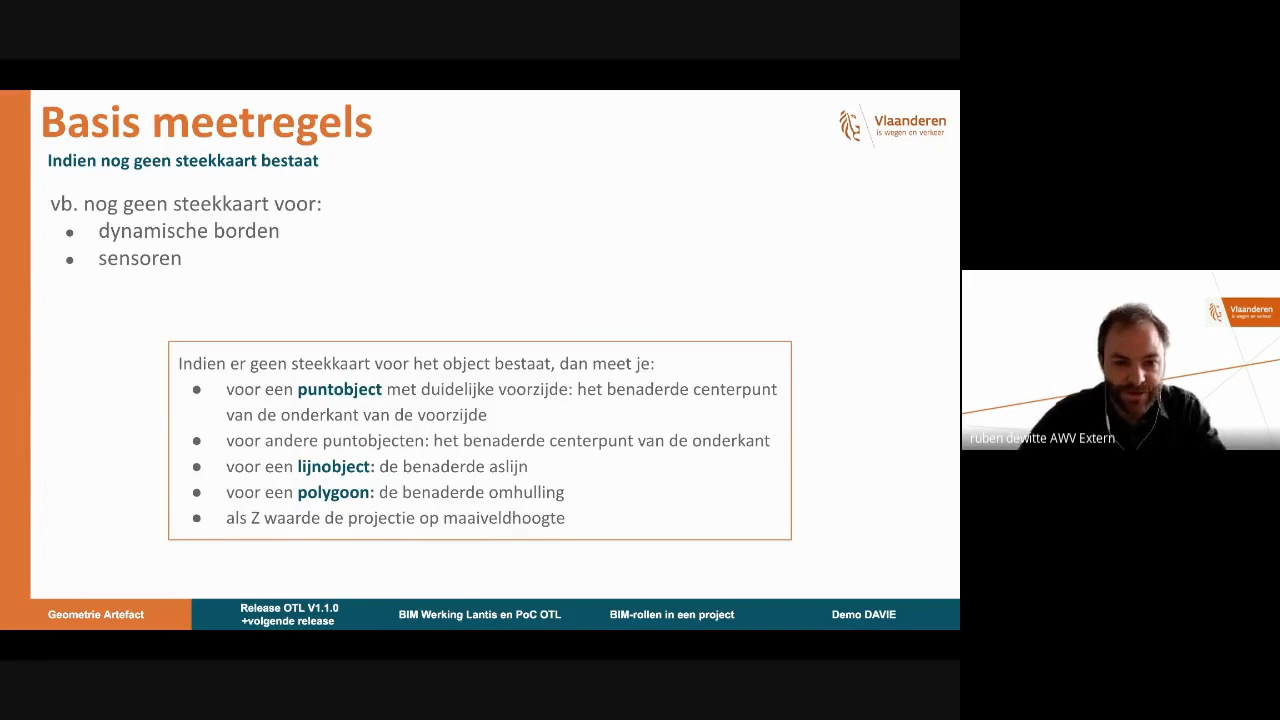 Basis meetregels
Indien nog geen steekkaart bestaat
vb. nog geen steekkaart voor:
● dynamische borden
● sensoren
Vlaanderen
is wegen en verkeer
Indien er geen steekkaart voor het object bestaat, dan meet je:
● voor een puntobject met duidelijke voorzijde: het benaderde centerpunt
van de onderkant van de voorzijde
● voor andere puntobjecten: het benaderde centerpunt van de onderkant
● voor een lijnobject: de benaderde aslijn
● voor een polygoon: de benaderde omhulling
● als Z waarde de projectie op maaiveldhoogte
Geometrie Artefact
Release OTL V1.1.0
+volgende release
BIM Werking Lantis en PoC OTL
BIM-rollen in een project
Demo DAVIE
Vlaanderen
is wegen en verkeer
ruben dewitte AWV Extern